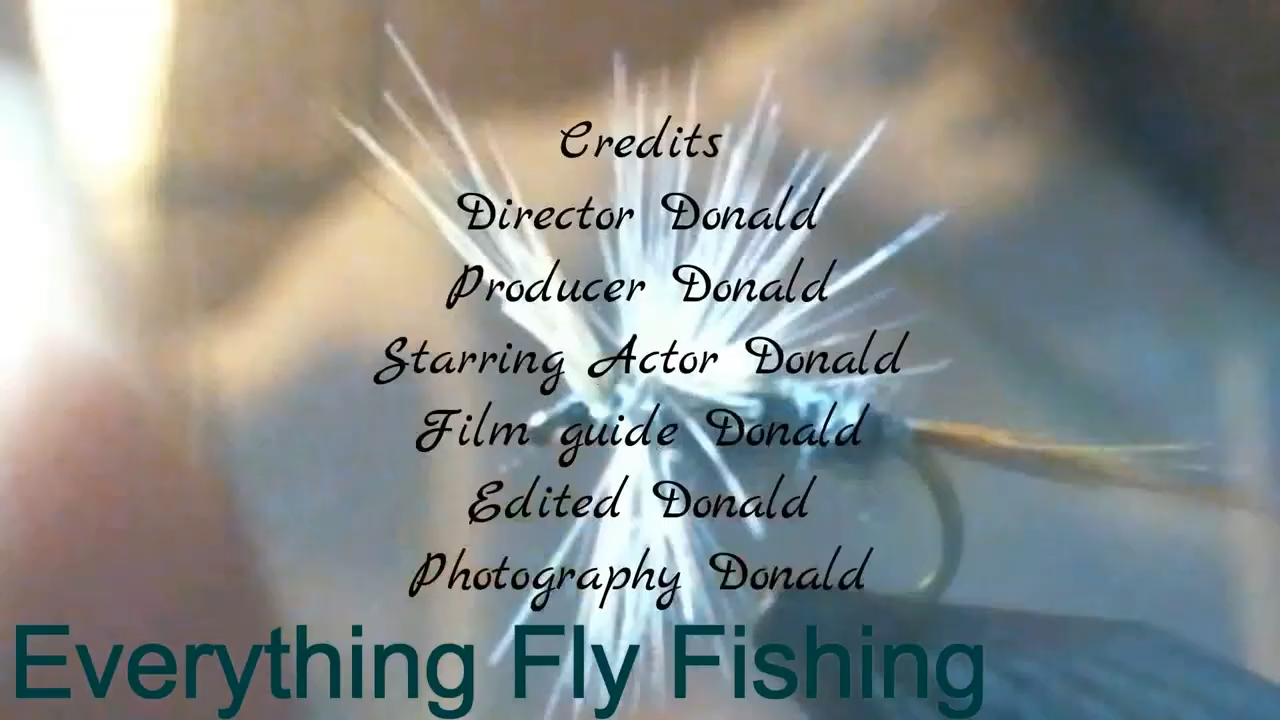 Credits
Director Donald
Producer Donald
Starring Actor Donald
Film guide Donald
Edited Donald
Photography Donald
Everything Fly Fishing